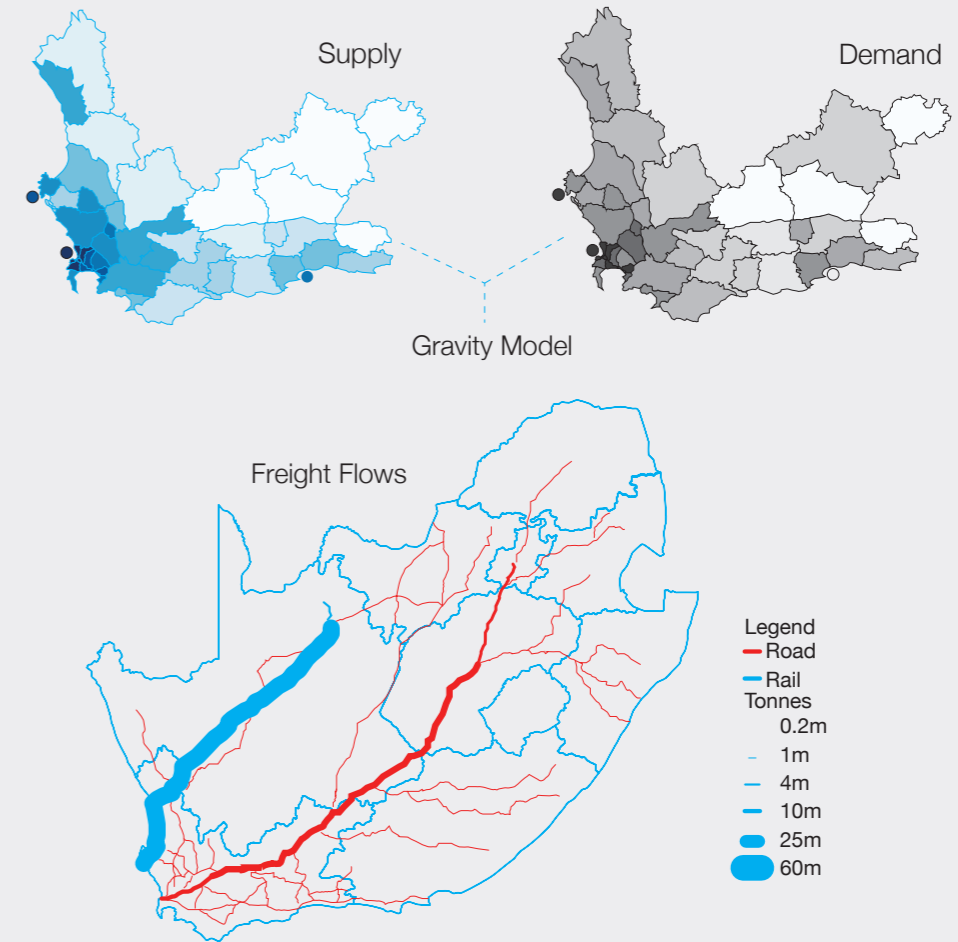 Supply
Demand
Gravity Model
Freight Flows
Legend
Road
Rail
Tonnes
0.2m
1m
4m
10m
25m
60m